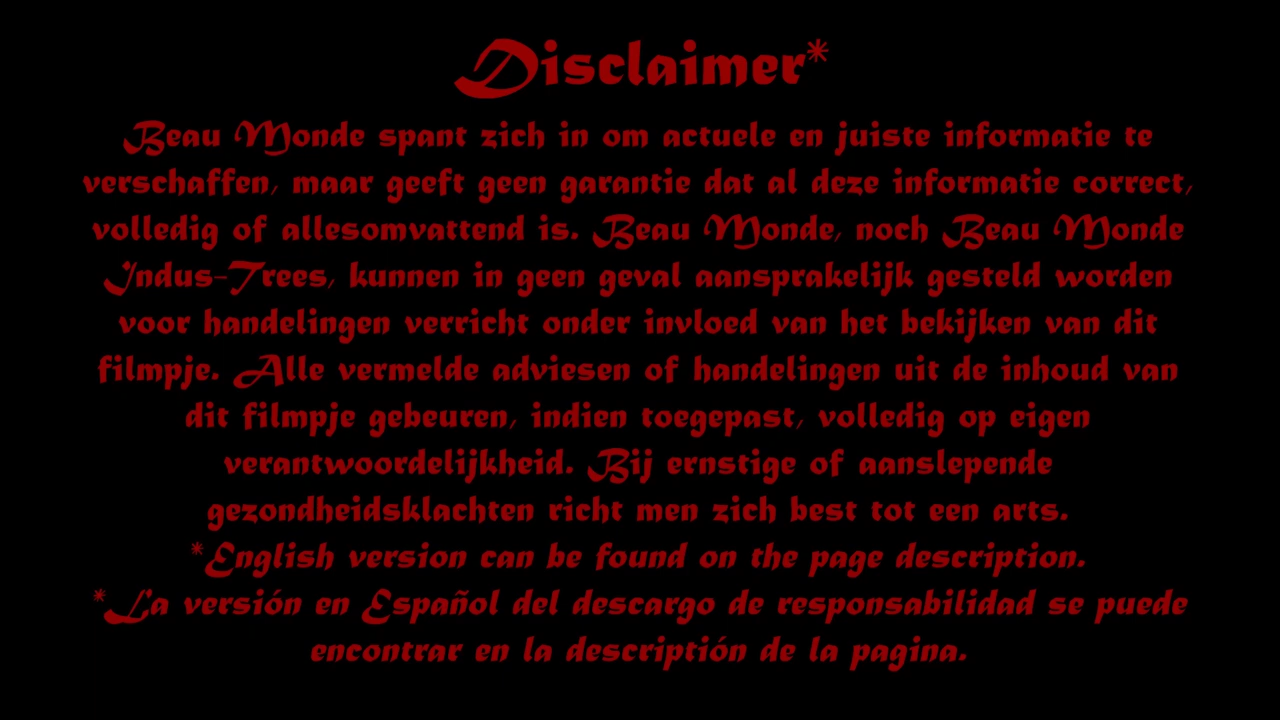 Disclaimer*
Beau Monde spant zich in om actuele en juiste informatie te
verschaffen, maar geeft geen garantie dat al deze informatie correct,
volledig of allesomvattend is. Beau Monde, noch Beau Monde
Indus-Trees, kunnen in geen geval aansprakelijk gesteld worden
voor handelingen verricht onder invloed van het bekijken van dit
filmpje. Alle vermelde adviesen of handelingen uit de inhoud van
dit filmpje gebeuren, indien toegepast, volledig op eigen
verantwoordelijkheid. Bij ernstige of aanslepende
gezondheidsklachten richt men zich best tot een arts.
*English version can be found on the page description.
*La versión en Español del descargo de responsabilidad se puede
encontrar en la descriptión de la pagina.